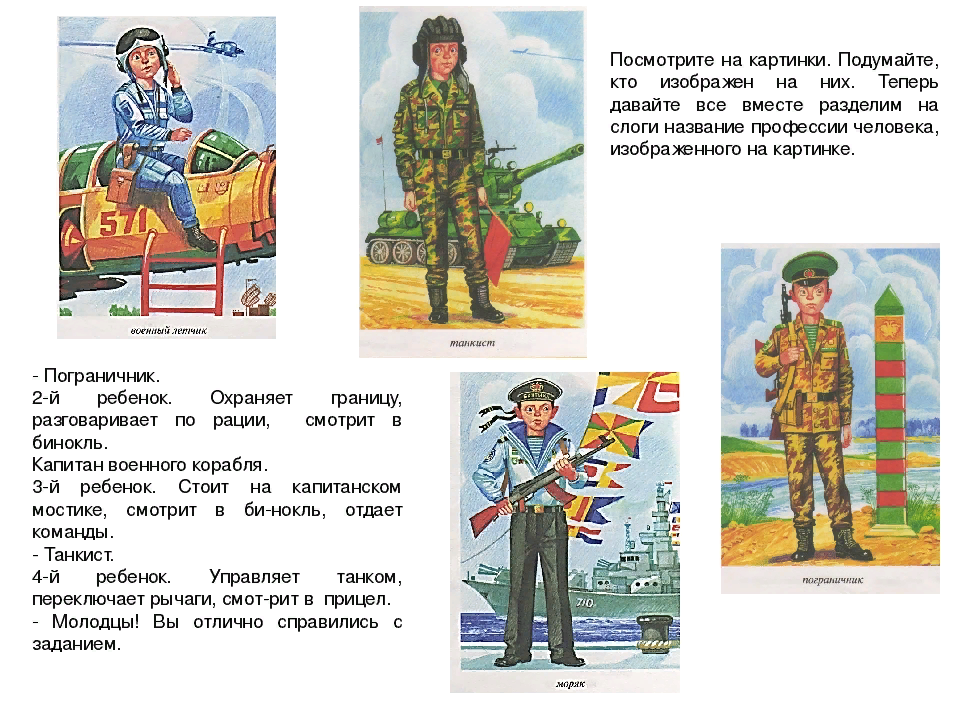 571
военный летчик
танкист
Посмотрите на картинки. Подумайте,
кто изображен на них. Теперь
давайте все вместе разделим на
слоги название профессии человека,
изображенного на картинке.
- Пограничник.
2-й ребенок. Охраняет границу,
разговаривает по рации, смотрит в
бинокль.
Капитан военного корабля.
3-й ребенок. Стоит на капитанском
мостике, смотрит в би-нокль, отдает
команды.
- Танкист.
4-й ребенок. Управляет танком,
переключает рычаги, смот-рит в прицел.
- Молодцы! Вы отлично справились с
заданием.
710
моряк
пограничник